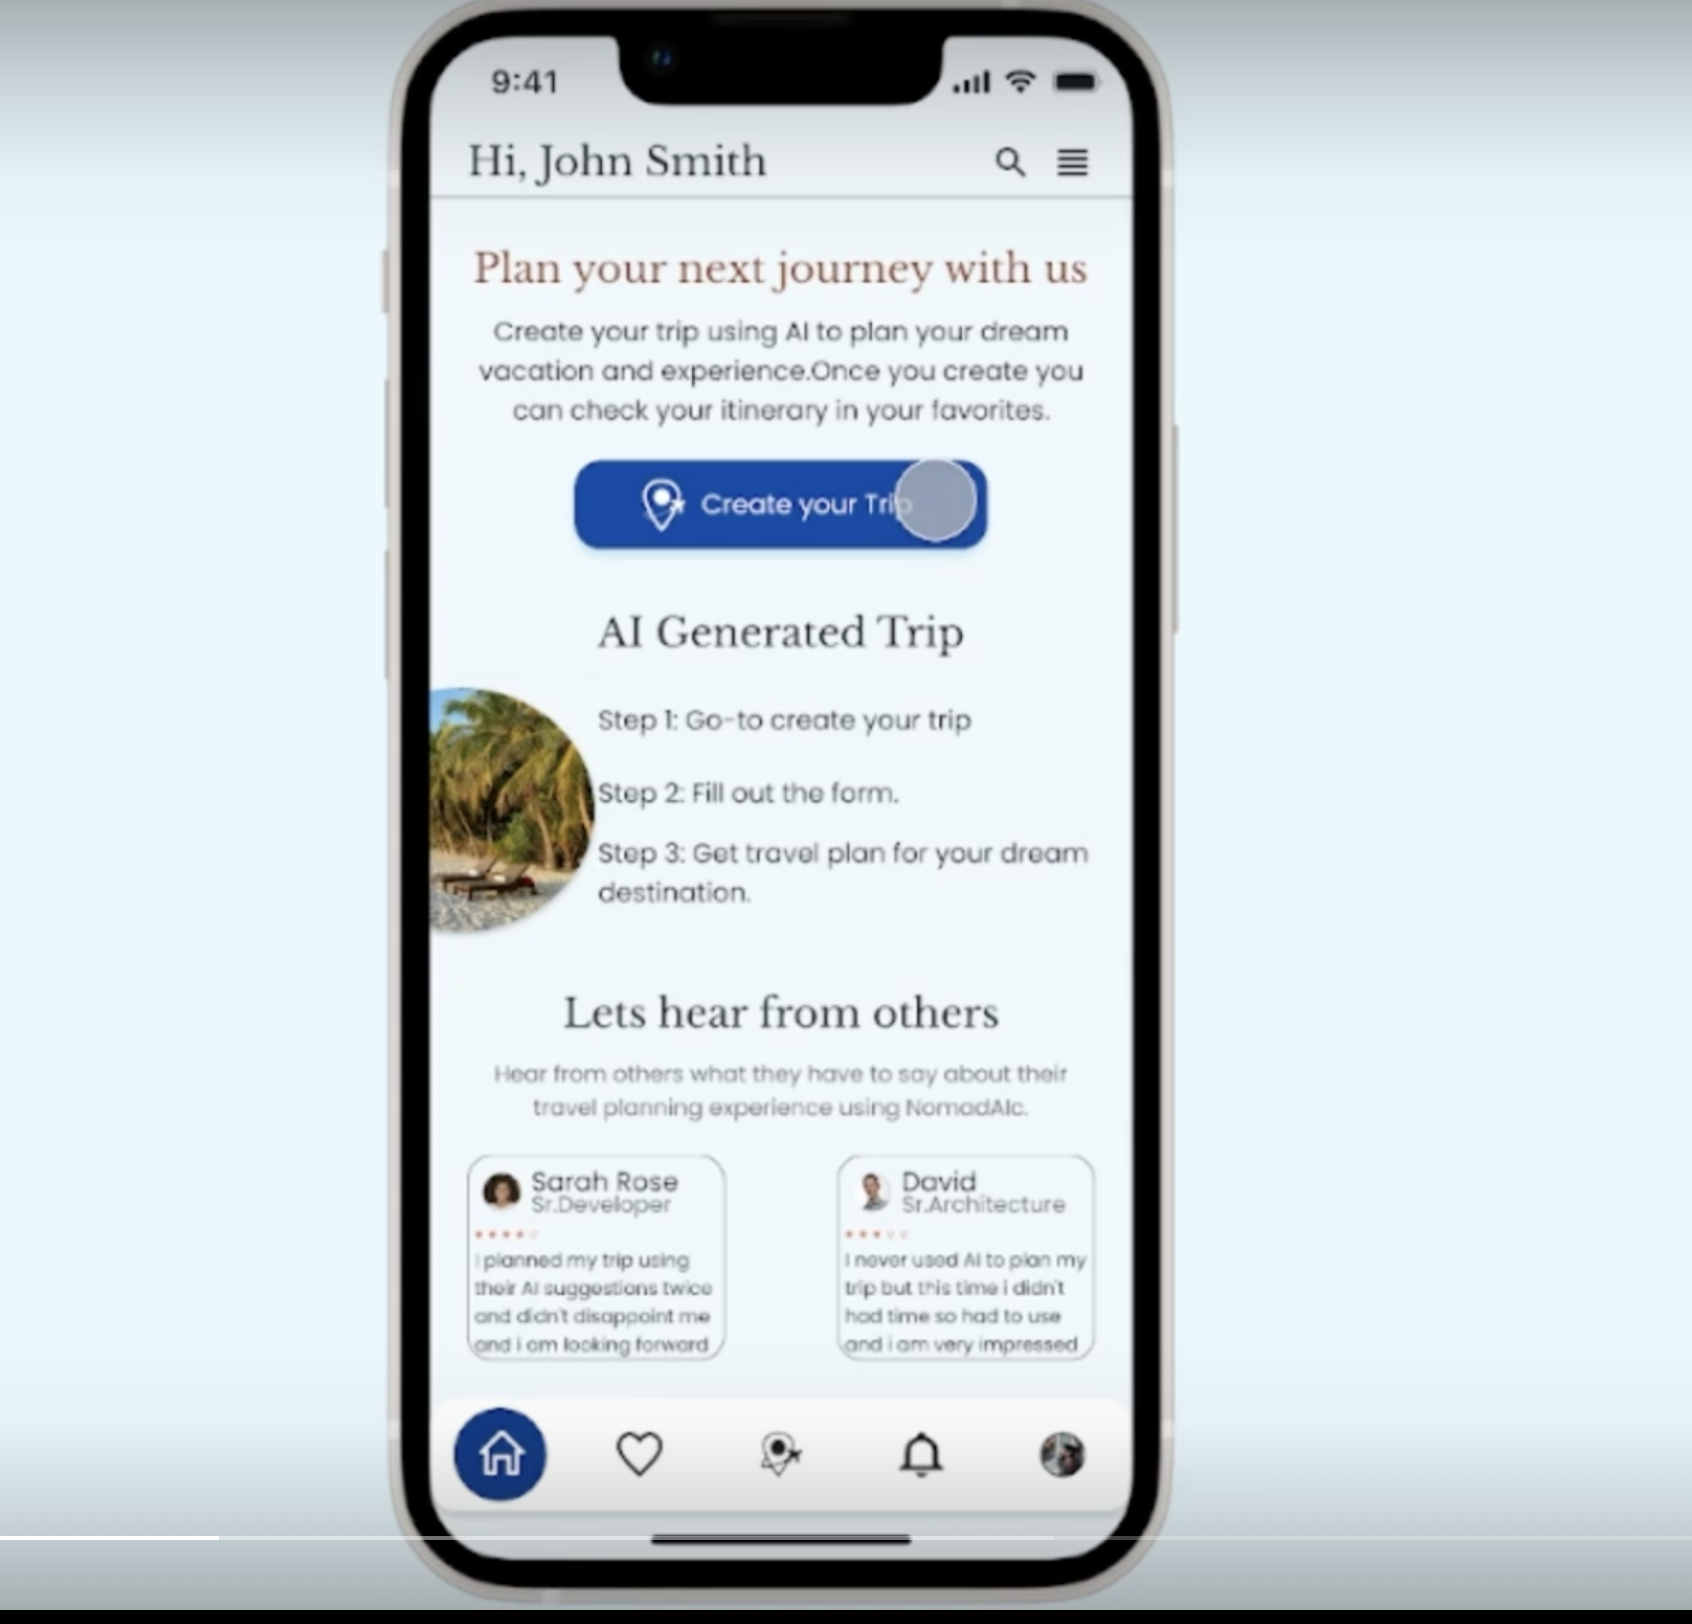 9:41
Hi, John Smith
Plan your next journey with us
Create your trip using AI to plan your dream
vacation and experience.Once you create you
can check your itinerary in your favorites.
Create your Trip
AI Generated Trip
Step 1: Go-to create your trip
Step 2: Fill out the form.
Step 3: Get travel plan for your dream
destination.
Lets hear from others
Hear from others what they have to say about their
travel planning experience using NomadAIc.
Sarah Rose
Sr.Developer
I planned my trip using
their AI suggestions twice
and didn't disappoint me
and i am looking forward
David
Sr.Architecture
I never used AI to plan my
trip but this time i didn't
had time so had to use
and i am very impressed